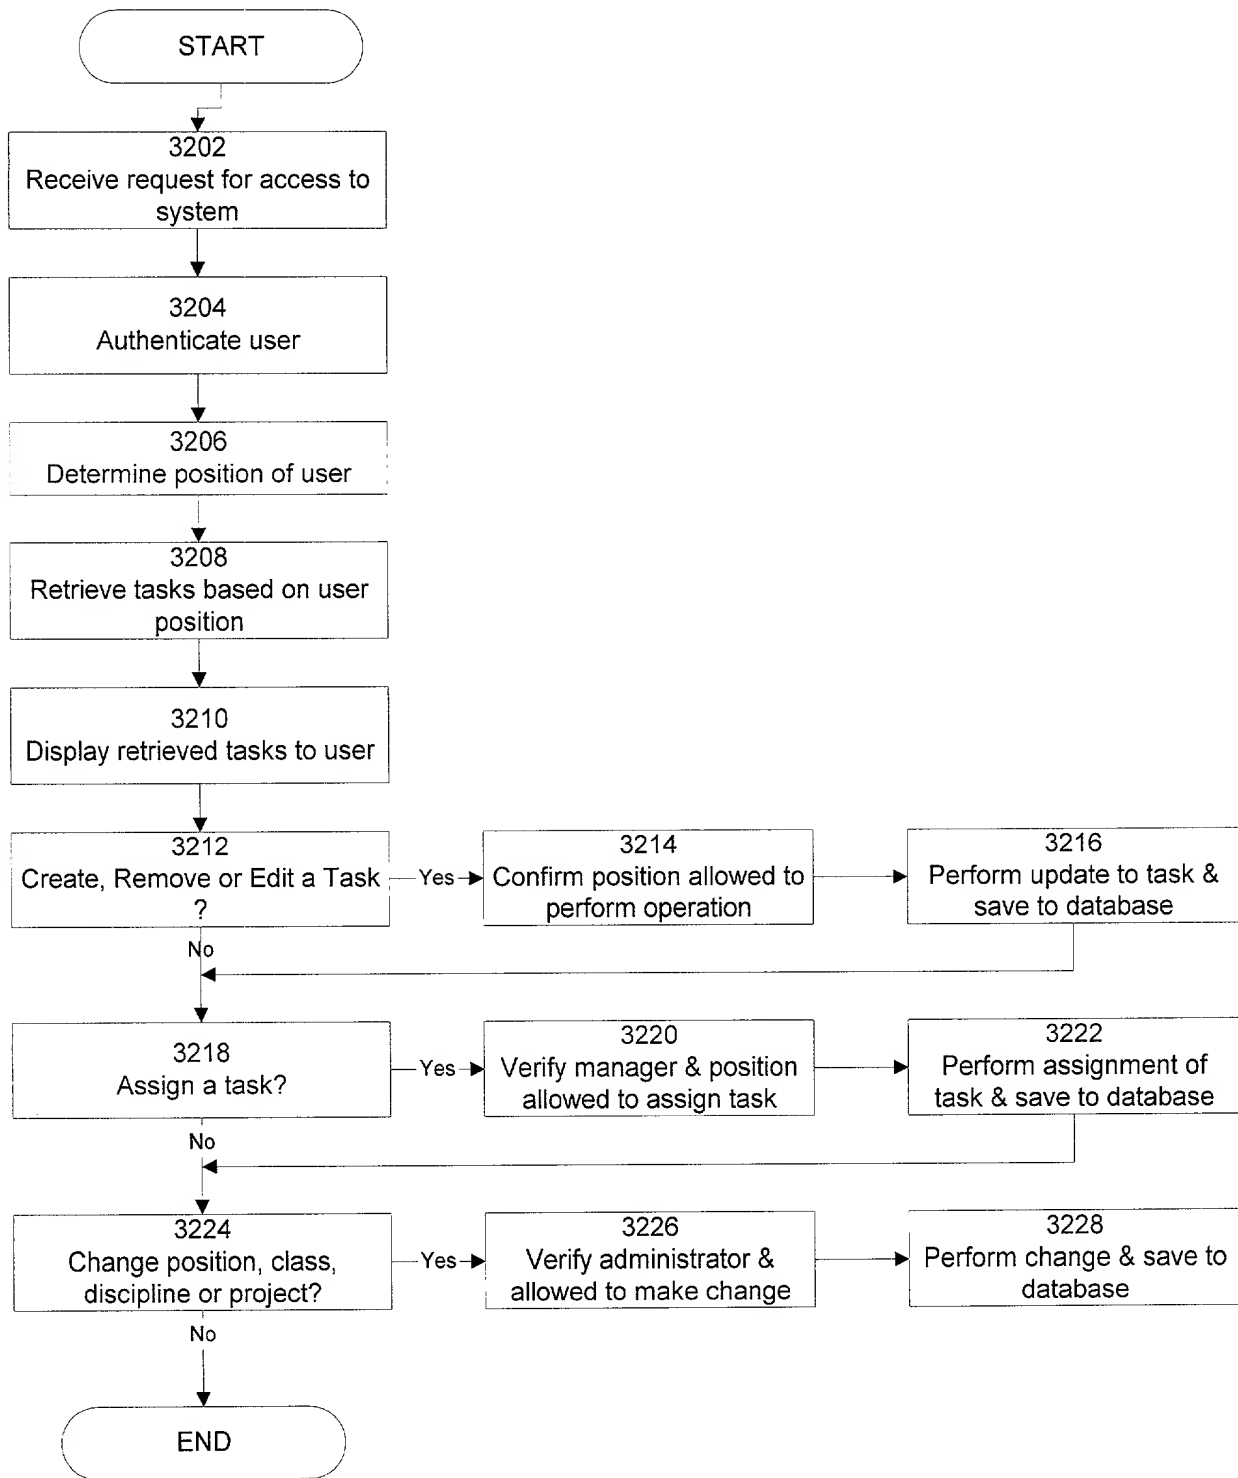 START
3202
Receive request for access to
system
3204
Authenticate user
3206
Determine position of user
3208
Retrieve tasks based on user
position
3210
Display retrieved tasks to user
3212
Create, Remove or Edit a Task
?
Yes
3214
Confirm position allowed to
perform operation
3216
Perform update to task &
save to database
No
3218
Assign a task?
Yes
3220
Verify manager & position
allowed to assign task
3222
Perform assignment of
task & save to database
No
3224
Change position, class,
discipline or project?
Yes
3226
Verify administrator &
allowed to make change
3228
Perform change & save to
database
No
END